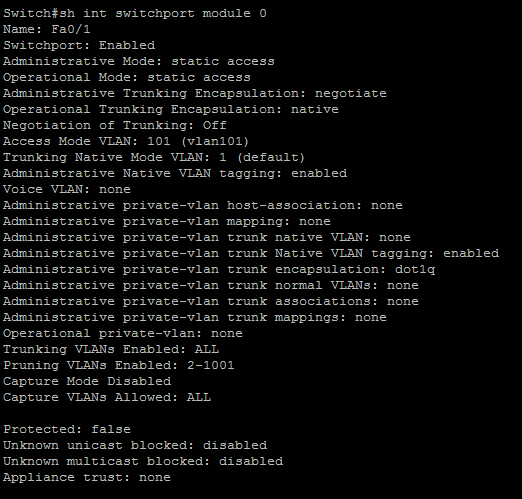 Switch#sh int switchport module 0
Name: Fa0/1
Switchport: Enabled
Administrative Mode: static access
Operational Mode: static access
Administrative Trunking Encapsulation: negotiate
Operational Trunking Encapsulation: native
Negotiation of Trunking: Off
Access Mode VLAN: 101 (vlan101)
Trunking Native Mode VLAN: 1 (default)
Administrative Native VLAN tagging: enabled
Voice VLAN: none
Administrative private-vlan host-association: none
Administrative private-vlan mapping: none
Administrative private-vlan trunk native VLAN: none
Administrative private-vlan trunk Native VLAN tagging: enabled
Administrative private-vlan trunk encapsulation: dot1q
Administrative private-vlan trunk normal VLANs: none
Administrative private-vlan trunk associations: none
Administrative private-vlan trunk mappings: none
Operational private-vlan: none
Trunking VLANs Enabled: ALL
Pruning VLANs Enabled: 2-1001
Capture Mode Disabled
Capture VLANs Allowed: ALL
Protected: false
Unknown unicast blocked: disabled
Unknown multicast blocked: disabled
Appliance trust: none